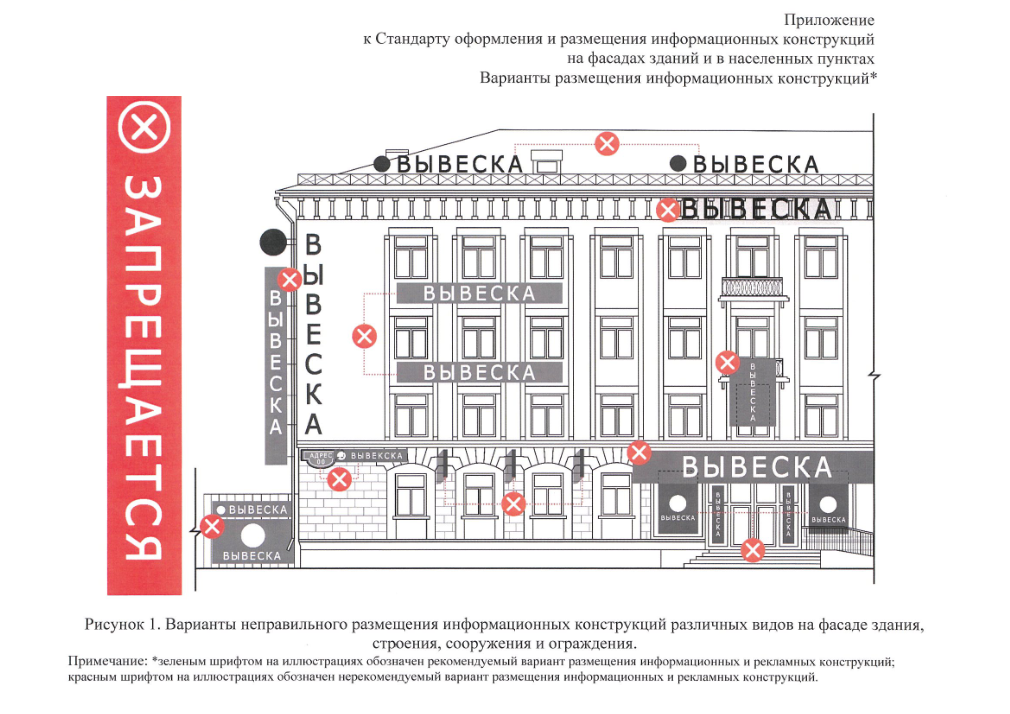 Приложение
к Стандарту оформления и размещения информационных конструкций
на фасадах зданий и в населенных пунктах
Варианты размещения информационных конструкций*
ЗАПРЕЩАЕТСЯ
ВЫВЕСКА
ВЫВЕСКА
ВЫВЕСКА
ВЫВЕСКА
ВЫВЕСКА
ВЫВЕСКА
ВЫВЕСКА
ВЫВЕСКА
АДРЕС
00
ВЫВЕКСКА
ВЫВЕСКА
ВЫВЕСКА
ВЫВЕСКА
ВЫВЕСКА
ВЫВЕСКА
ВЫВЕСКА
ВЫВЕСКА
ВЫВЕСКА
Рисунок 1. Варианты неправильного размещения информационных конструкций различных видов на фасаде здания,
строения, сооружения и ограждения.
Примечание: *зеленым шрифтом на иллюстрациях обозначен рекомендуемый вариант размещения информационных и рекламных конструкций;
красным шрифтом на иллюстрациях обозначен нерекомендуемый вариант размещения информационных и рекламных конструкций.